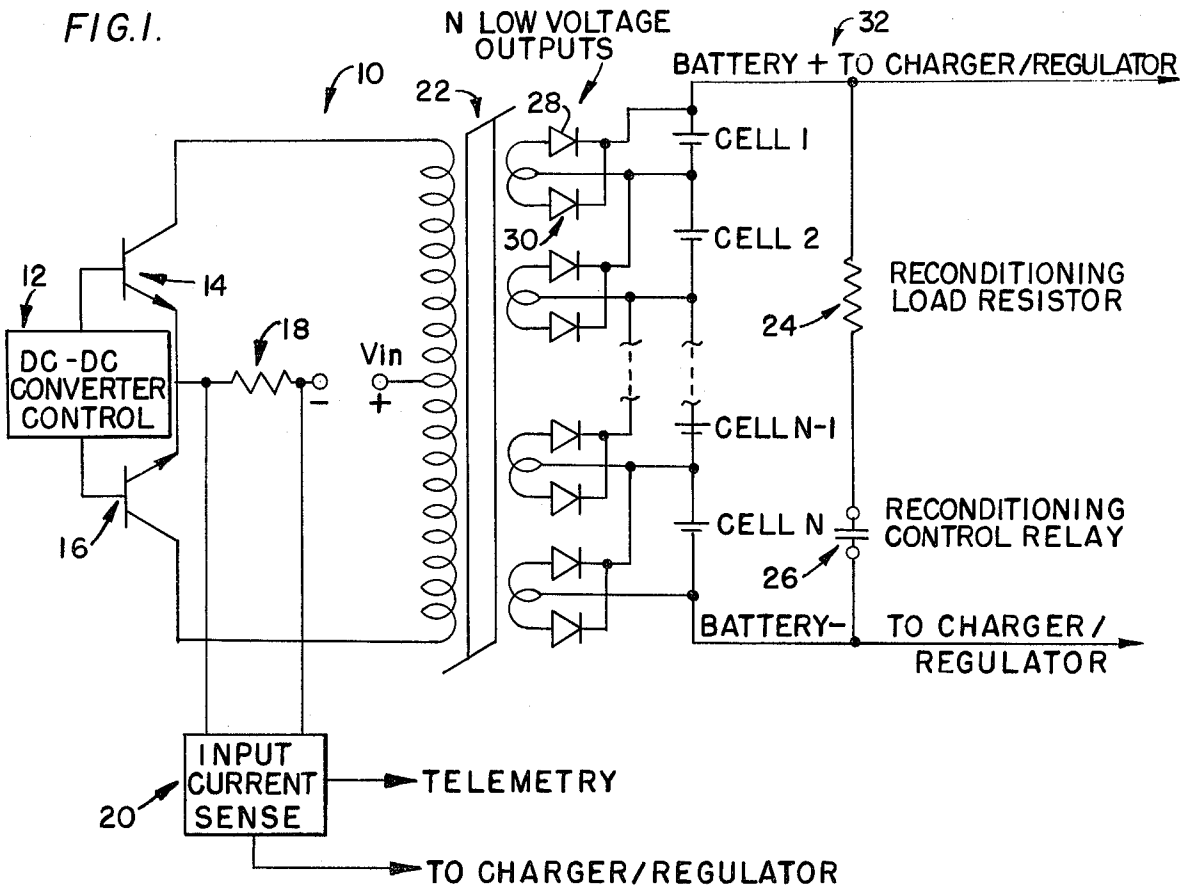 FIG.1.
N LOW VOLTAGE
OUTPUTS
32
BATTERY + TO CHARGER/REGULATOR
10
22
28
CELL 1
30
CELL 2
12
14
RECONDITIONING
LOAD RESISTOR
24
18
DC-DC
CONVERTER
CONTROL
Vin
-
+
CELL N-1
16
CELL N
RECONDITIONING
CONTROL RELAY
26
BATTERY-
TO CHARGER/
REGULATOR
INPUT
CURRENT
SENSE
20
TELEMETRY
TO CHARGER/REGULATOR